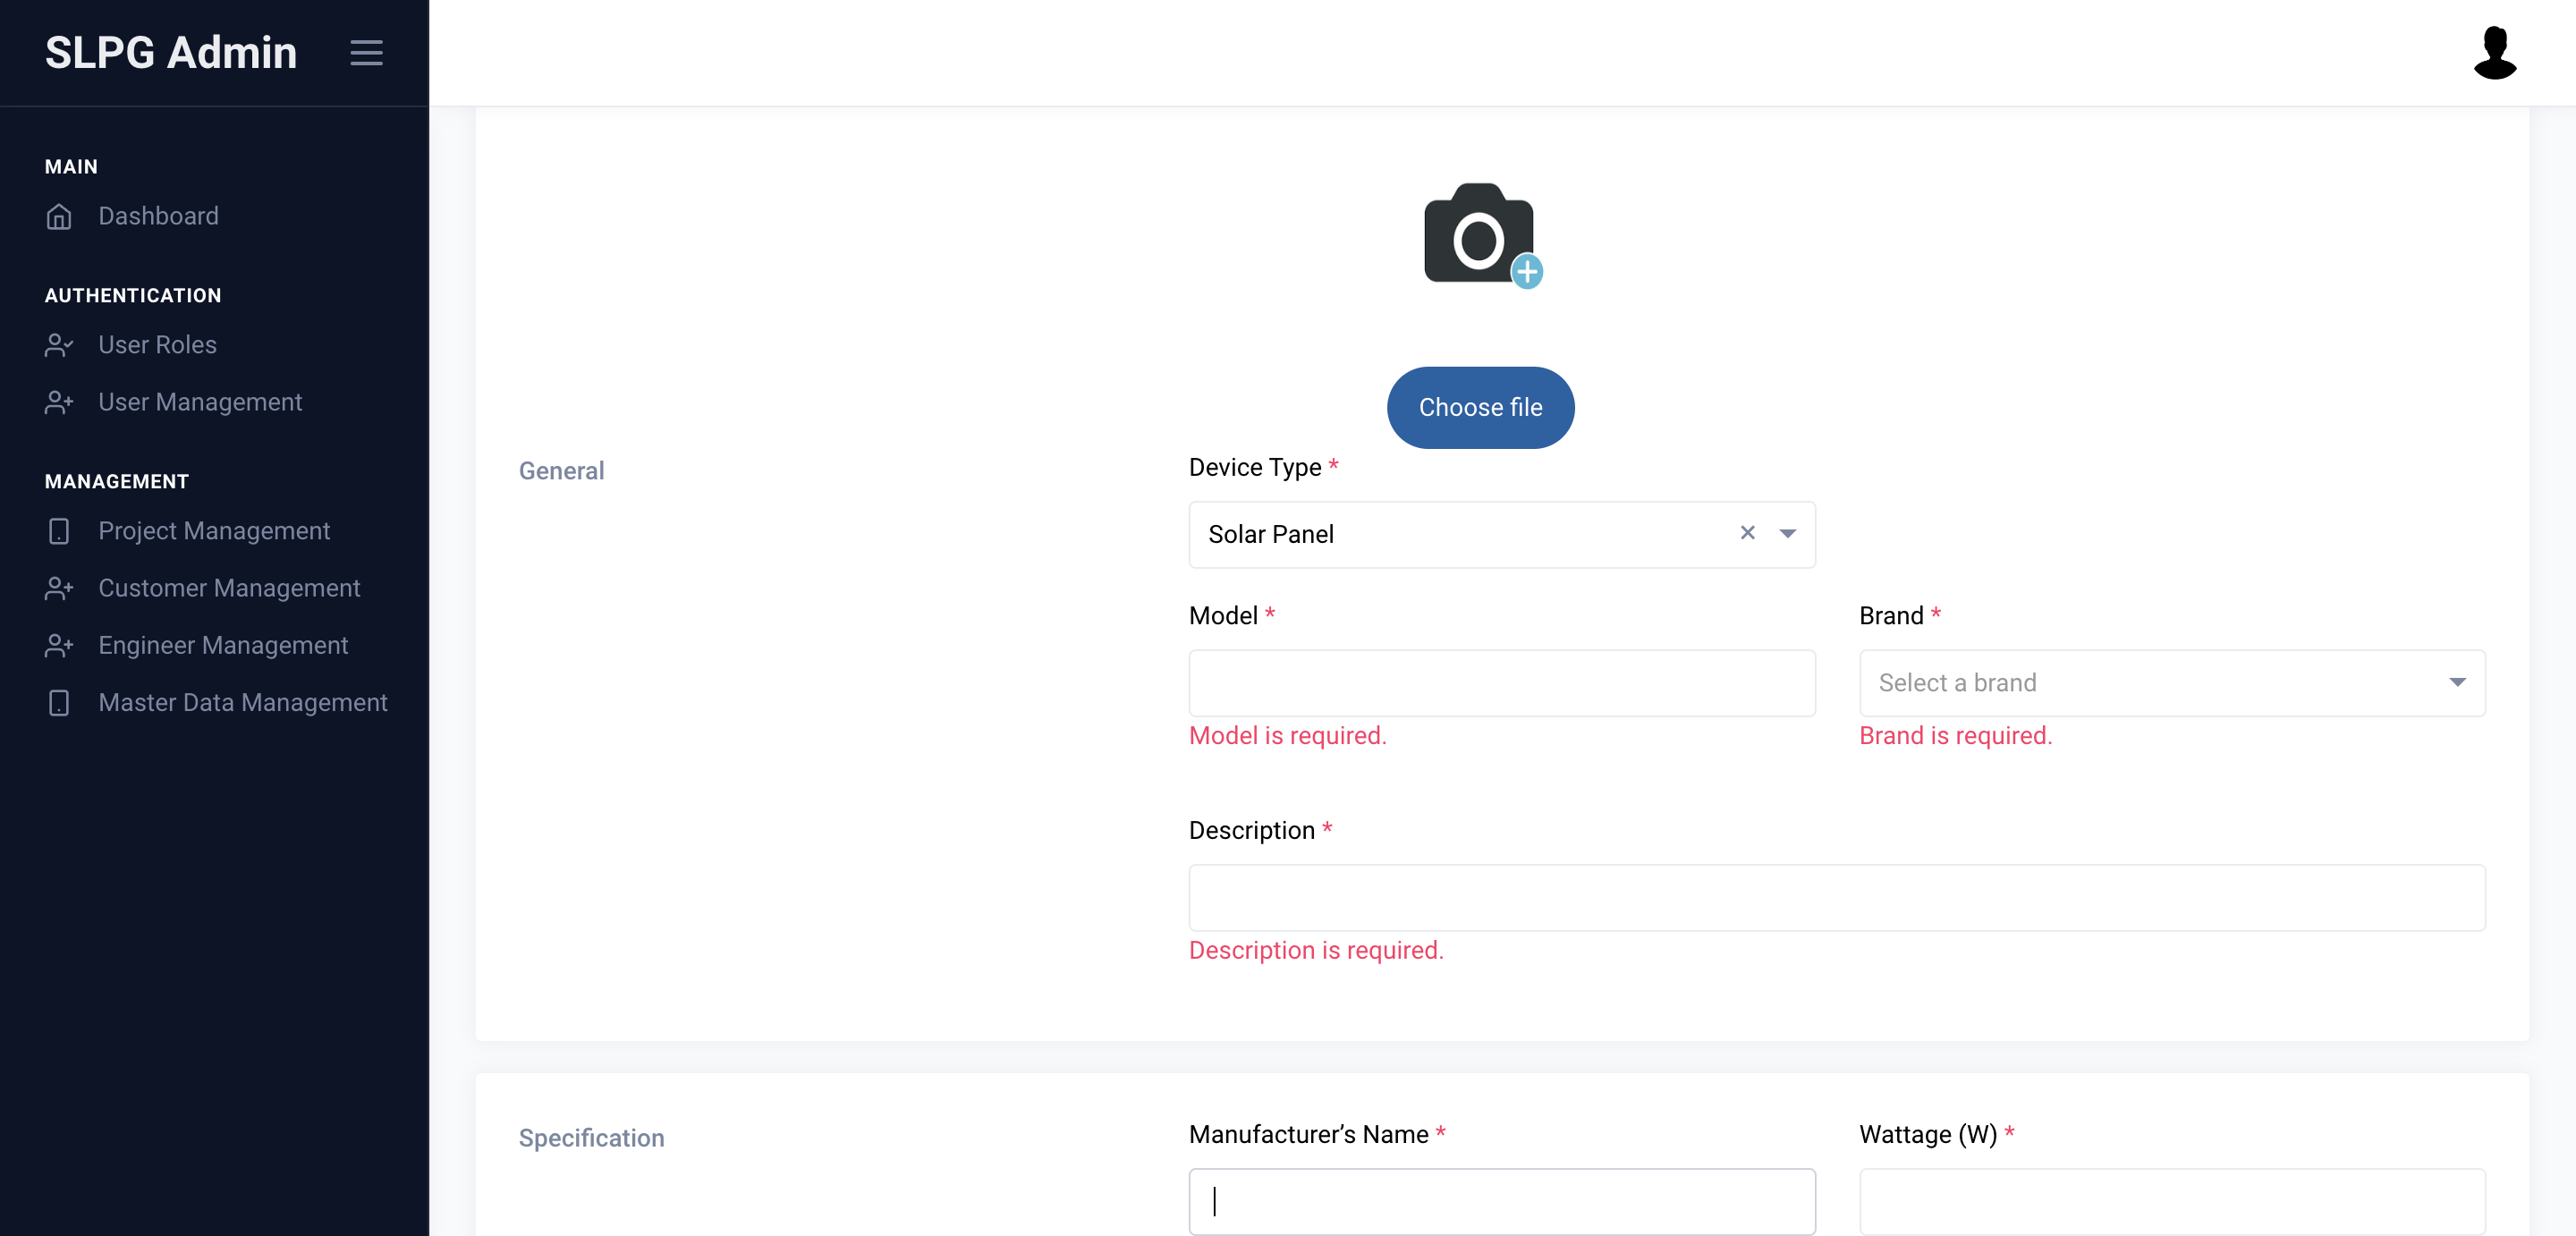 SLPG Admin
MAIN
Dashboard
AUTHENTICATION
User Roles
User Management
MANAGEMENT
Project Management
Customer Management
Engineer Management
Master Data Management
Choose file
General
Device Type *
Solar Panel
Model *
Brand *
Select a brand
Model is required.
Brand is required.
Description *
Description is required.
Specification
Manufacturer’s Name *
Wattage (W) *